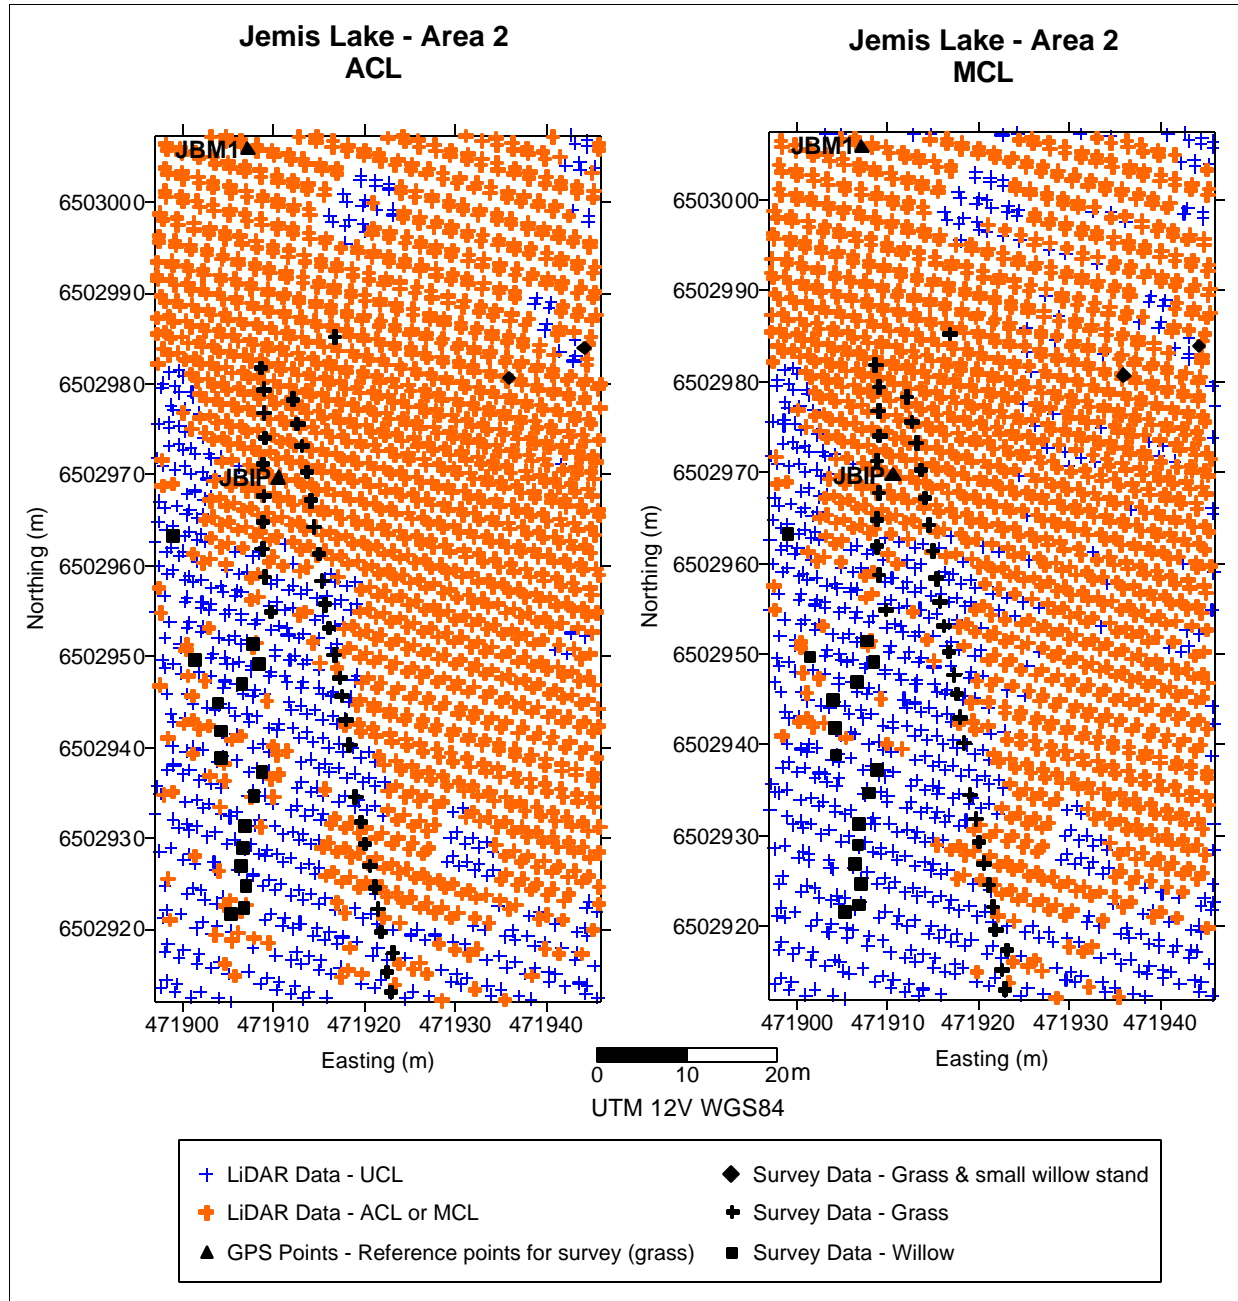 Jemis Lake - Area 2
ACL
JBM1
6503000
6502990
6502980
6502970
6502960
6502950
6502940
6502930
6502920
JBIP
Northing (m)
471900 471910 471920 471930 471940
Easting (m)
Jemis Lake - Area 2
MCL
JBM1
6503000
6502990
6502980
6502970
6502960
6502950
6502940
6502930
6502920
JBIP
Northing (m)
471900 471910 471920 471930 471940
Easting (m)
0 10 20 m
UTM 12V WGS84
LiDAR Data - UCL
LiDAR Data - ACL or MCL
GPS Points - Reference points for survey (grass)
Survey Data - Grass & small willow stand
Survey Data - Grass
Survey Data - Willow